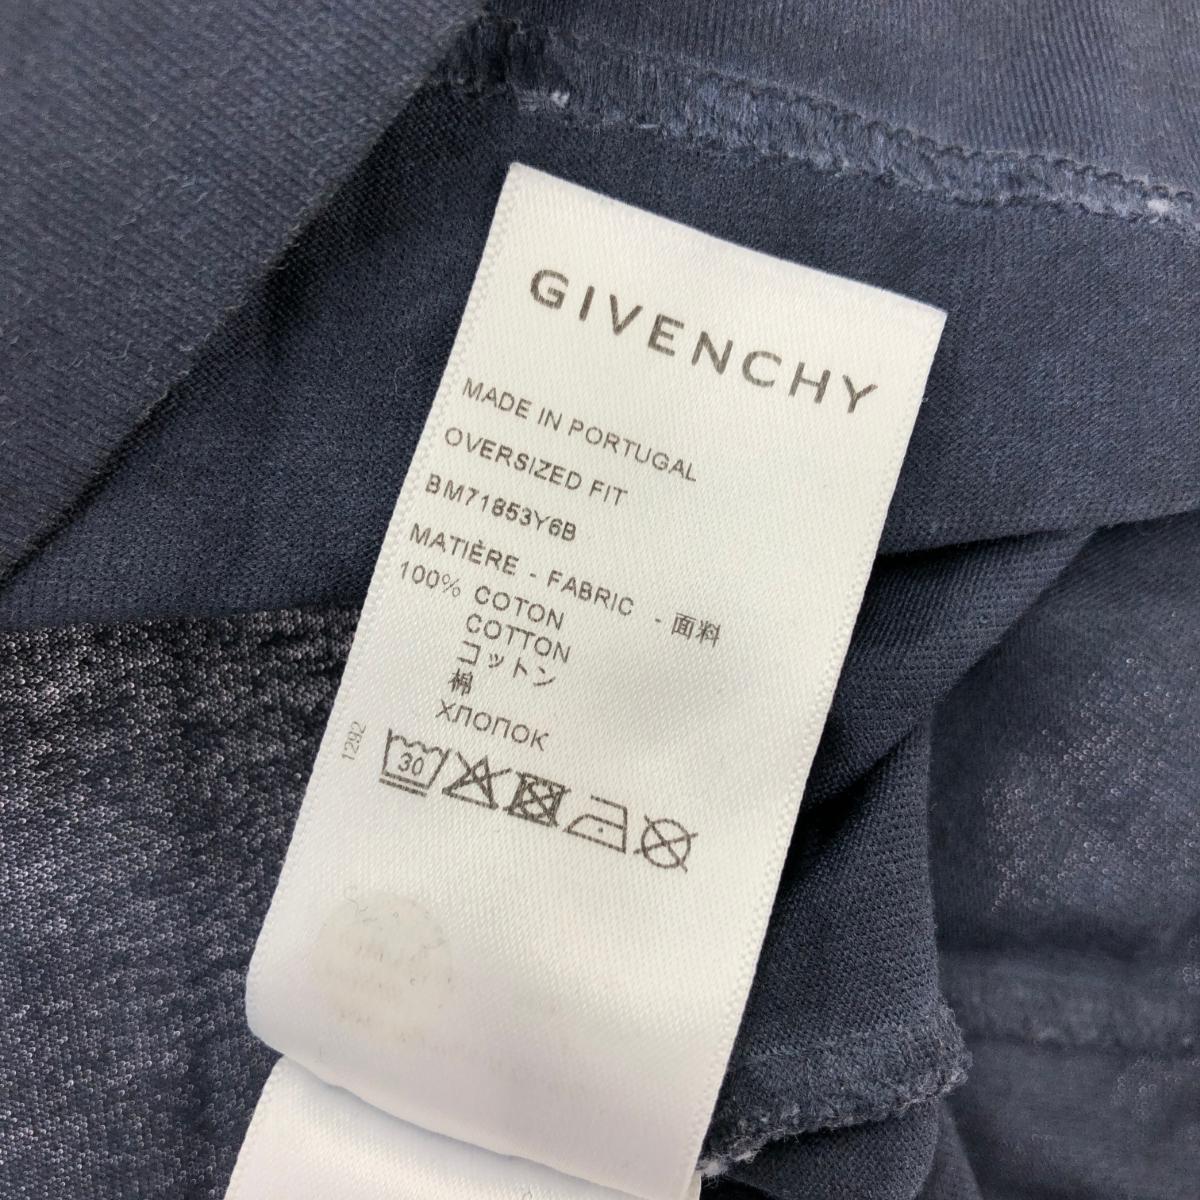 GIVENCHY
MADE IN PORTUGAL
OVERSIZED FIT
BM71853Y6B
MATIÈRE - FABRIC - 面料
100% COTON
COTTON
コットン
棉
ХЛОПОК
1292
30